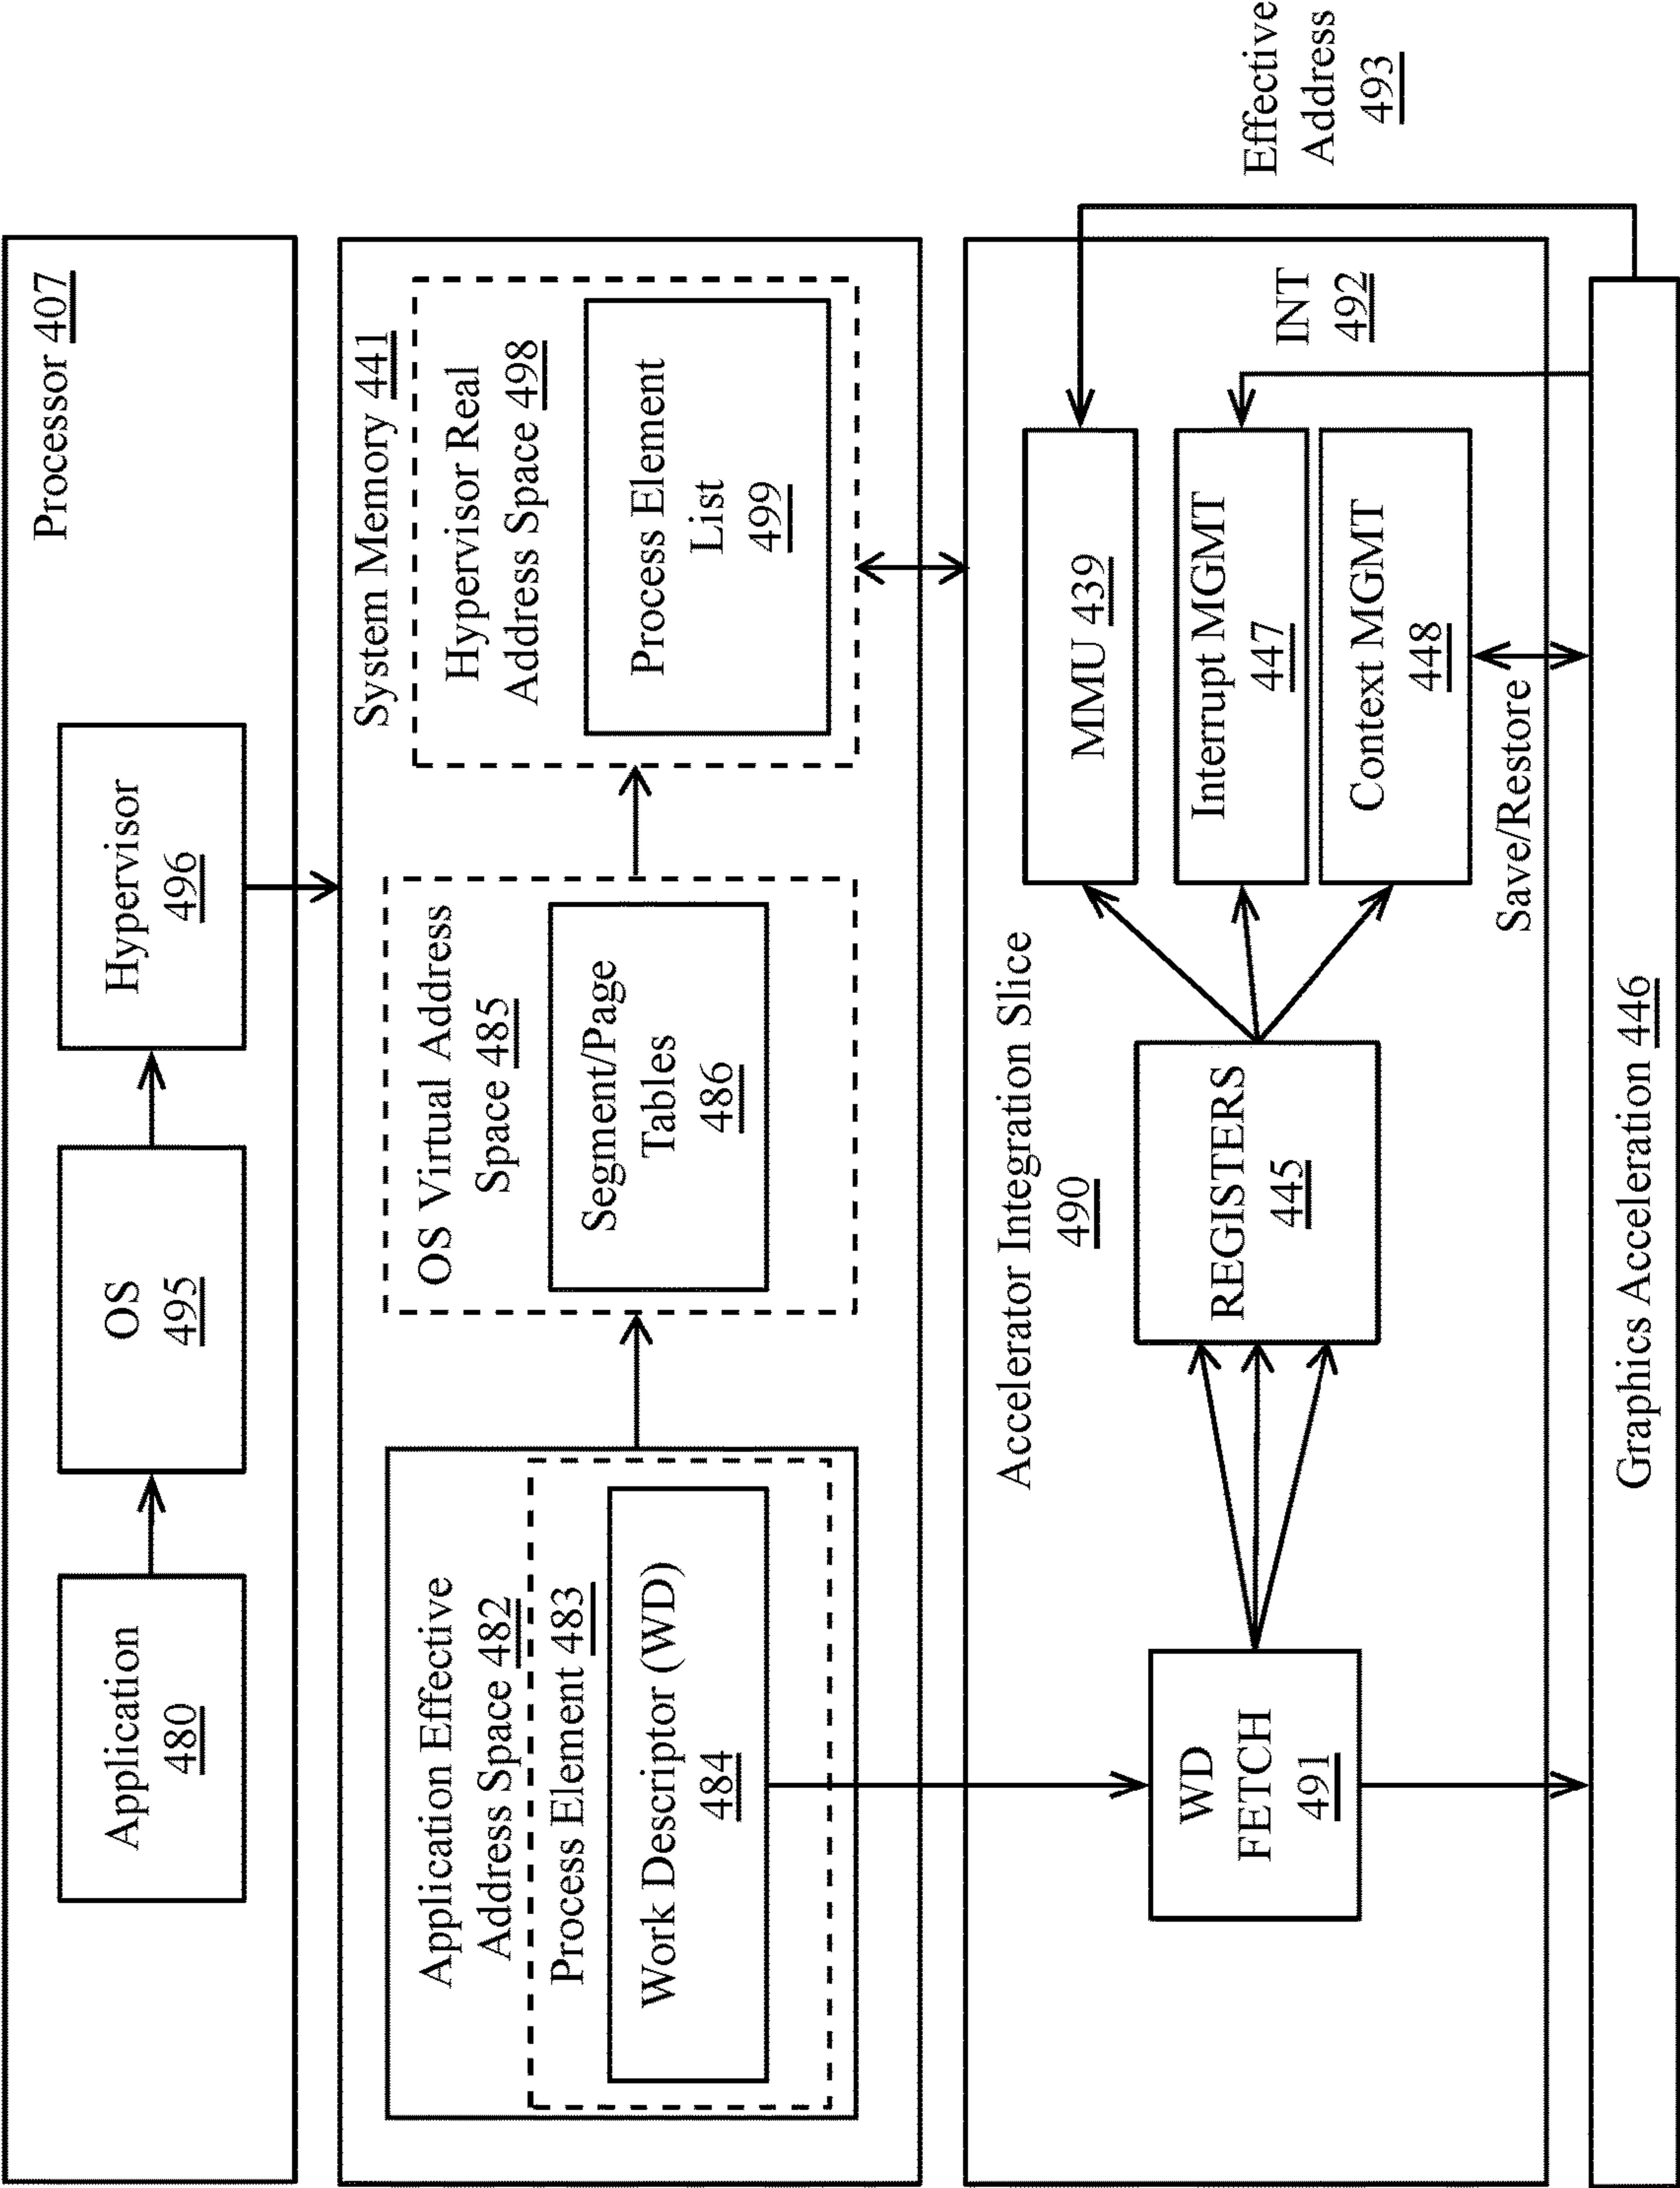 Processor 407
Application
480
OS
495
Hypervisor
496
System Memory 441
Application Effective
Address Space 482
Process Element 483
Work Descriptor (WD)
484
OS Virtual Address
Space 485
Segment/Page
Tables
486
Hypervisor Real
Address Space 498
Process Element
List
499
Accelerator Integration Slice
490
WD
FETCH
491
REGISTERS
445
MMU 439
Interrupt MGMT
447
Context MGMT
448
Save/Restore
INT
492
Effective
Address
493
Graphics Acceleration 446